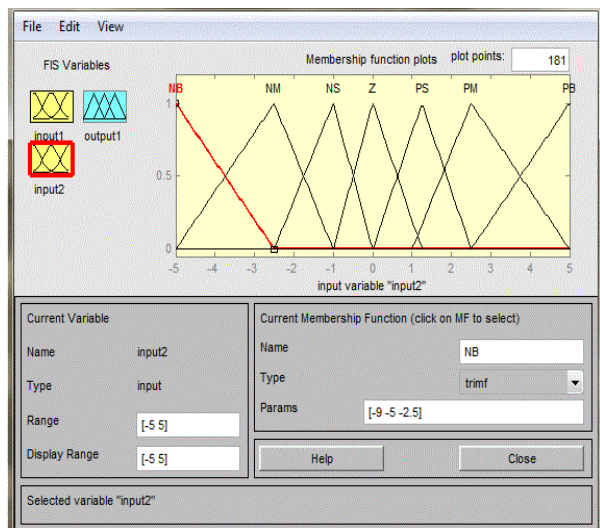 File Edit View
FIS Variables
Membership function plots plot points: 181
NB NM NS Z PS PM PB
1
0.5
0
input1 output1
input2
-5 -4 -3 -2 -1 0 1 2 3 4 5
input variable "input2"
Current Variable
Name input2
Type input
Range [-5 5]
Display Range [-5 5]
Current Membership Function (click on MF to select)
Name NB
Type trimf
Params [-9 -5 -2.5]
Help Close
Selected variable "input2"